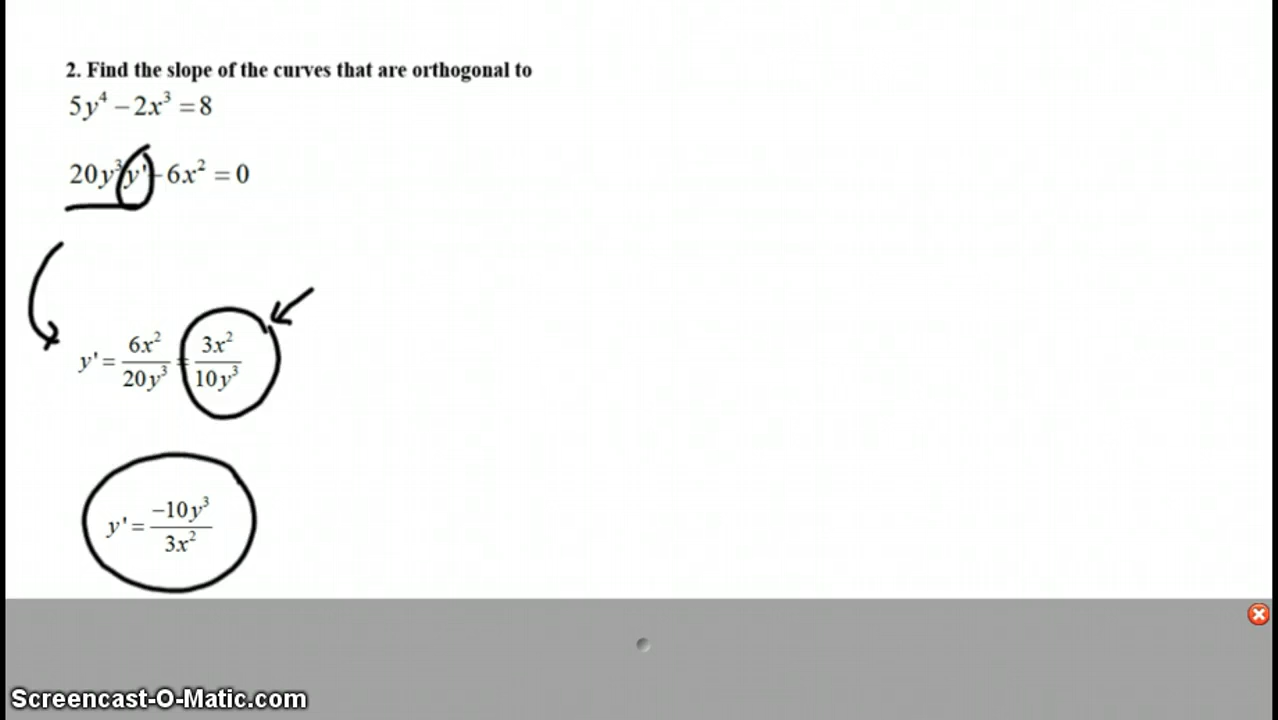 2. Find the slope of the curves that are orthogonal to
5y⁴ − 2x³ = 8
20y³y' − 6x² = 0
y' = 6x²/20y³ = 3x²/10y³
y' = −10y³/3x²
Screencast-O-Matic.com